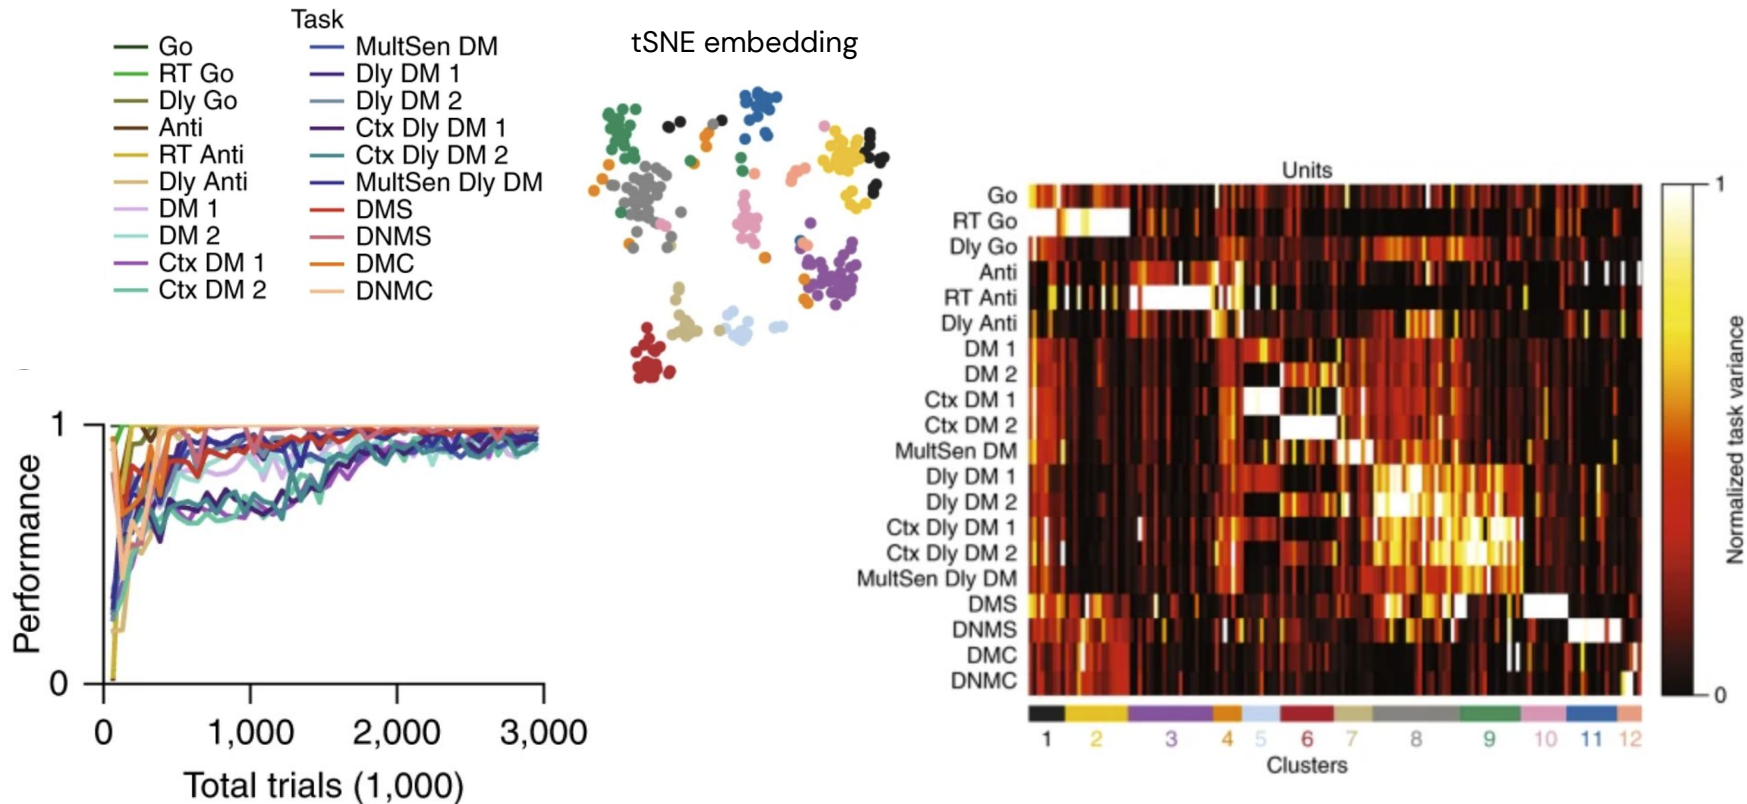 Task
Go
RT Go
Dly Go
Anti
RT Anti
Dly Anti
DM 1
DM 2
Ctx DM 1
Ctx DM 2
MultSen DM
Dly DM 1
Dly DM 2
Ctx Dly DM 1
Ctx Dly DM 2
MultSen Dly DM
DMS
DNMS
DMC
DNMC
tSNE embedding
1
0
Performance
0 1,000 2,000 3,000
Total trials (1,000)
Units
Go
RT Go
Dly Go
Anti
RT Anti
Dly Anti
DM 1
DM 2
Ctx DM 1
Ctx DM 2
MultSen DM
Dly DM 1
Dly DM 2
Ctx Dly DM 1
Ctx Dly DM 2
MultSen Dly DM
DMS
DNMS
DMC
DNMC
1 2 3 4 5 6 7 8 9 10 11 12
Clusters
1
0
Normalized task variance